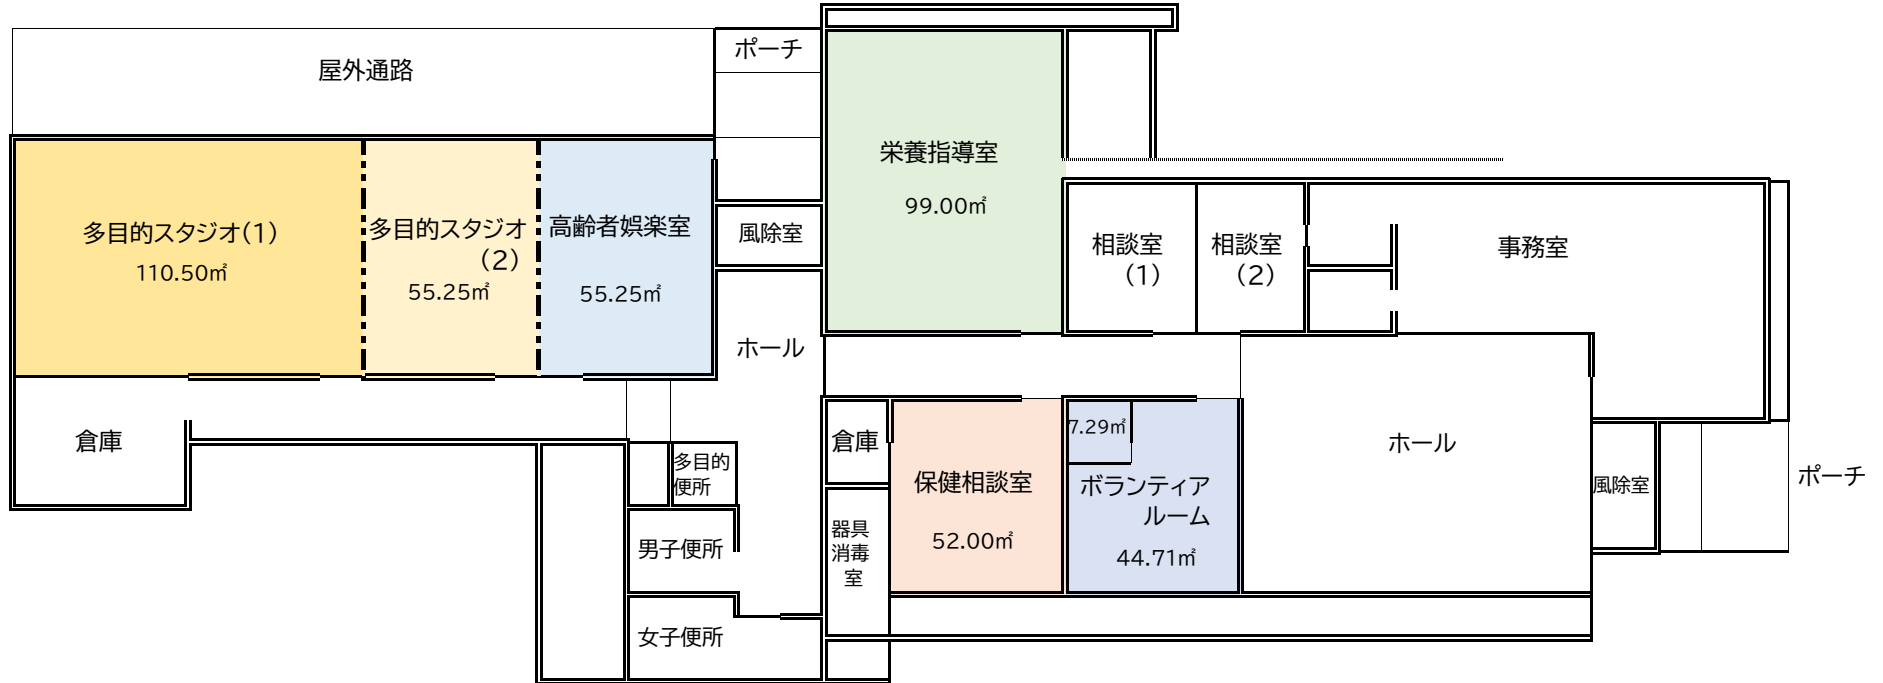 ポーチ
屋外通路
栄養指導室
99.00㎡
多目的スタジオ(1)
110.50㎡
多目的スタジオ
(2)
55.25㎡
高齢者娯楽室
55.25㎡
風除室
相談室
(1)
相談室
(2)
事務室
ホール
倉庫
倉庫
7.29㎡
ホール
多目的
便所
保健相談室
52.00㎡
ボランティア
ルーム
44.71㎡
風除室
ポーチ
男子便所
器具
消毒
室
女子便所